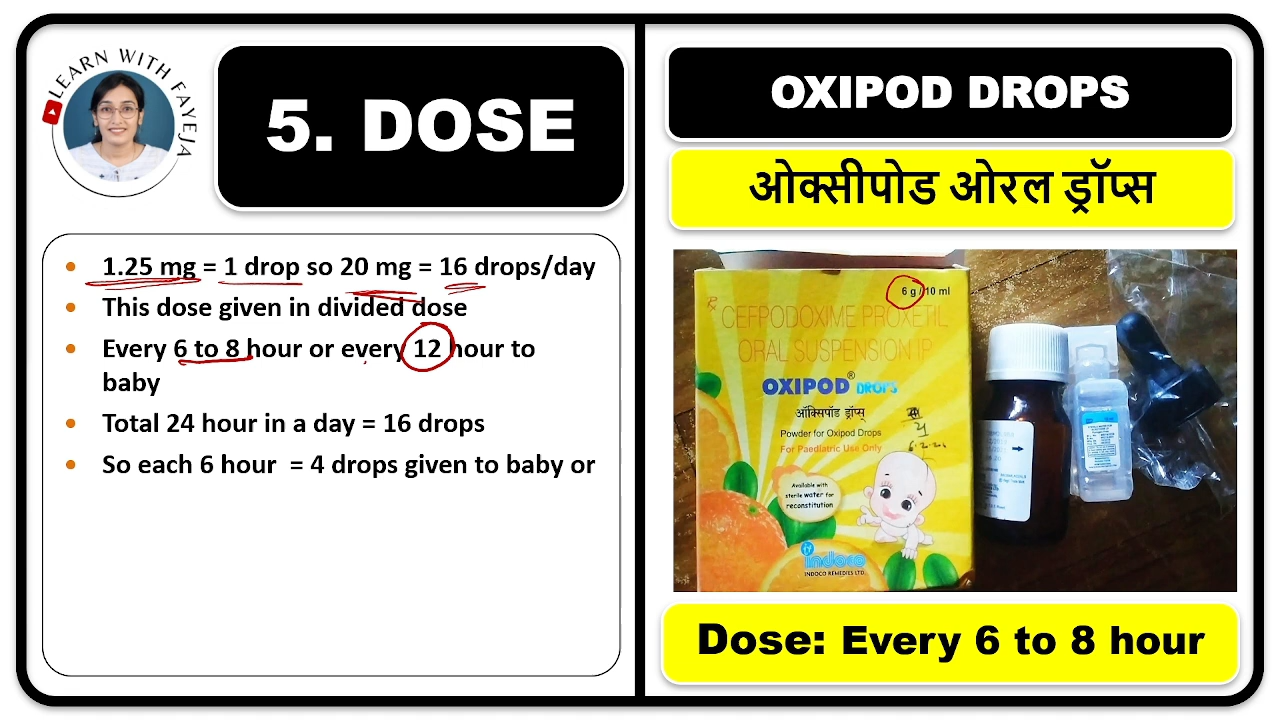 LEARN WITH FAYEJA
5. DOSE
1.25 mg = 1 drop so 20 mg = 16 drops/day
This dose given in divided dose
Every 6 to 8 hour or every 12 hour to
baby
Total 24 hour in a day = 16 drops
So each 6 hour = 4 drops given to baby or
OXIPOD DROPS
ओक्सीपोड ओरल ड्रॉप्स
6 g/10 ml
CEFPODOXIME PROXETIL
ORAL SUSPENSION IP
OXIPOD® DROPS
ऑक्सिपॉड ड्रॉप्स
Powder for Oxipod Drops
For Paediatric Use Only
Available with
sterile water for
reconstitution
indoco
INDOCO REMEDIES LTD
Dose: Every 6 to 8 hour